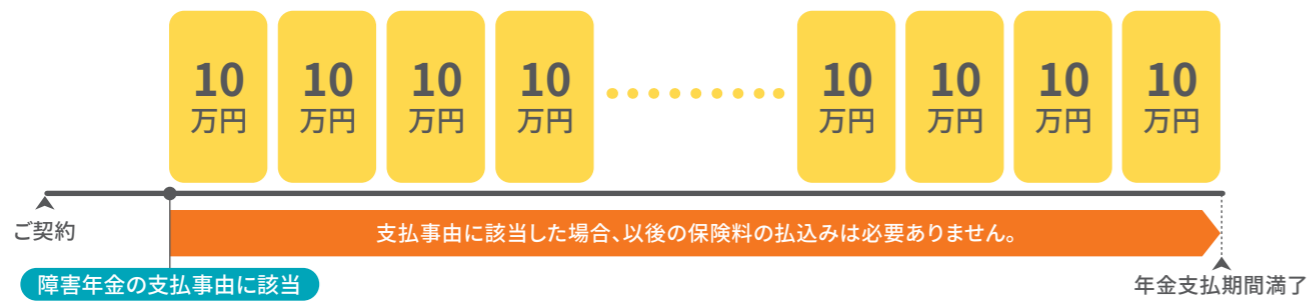 10
万円
10
万円
10
万円
10
万円
10
万円
10
万円
10
万円
10
万円
ご契約
支払事由に該当した場合、以後の保険料の払込みは必要ありません。
障害年金の支払事由に該当
年金支払期間満了